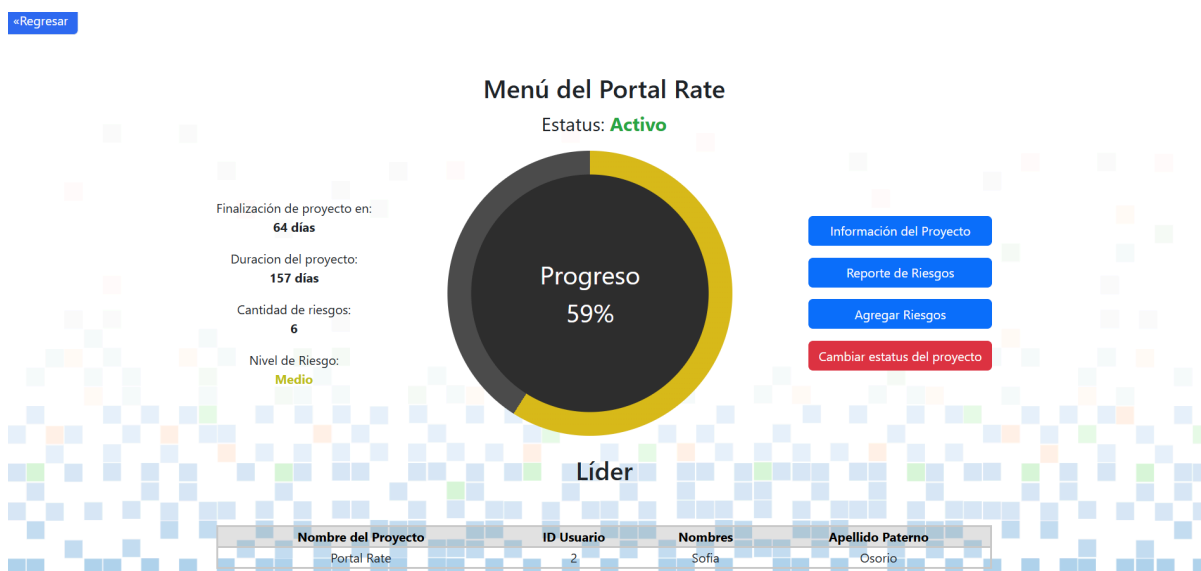 «Regresar
Menú del Portal Rate
Estatus: Activo
Finalización de proyecto en:
64 días
Duracion del proyecto:
157 días
Cantidad de riesgos:
6
Nivel de Riesgo:
Medio
Progreso
59%
Información del Proyecto
Reporte de Riesgos
Agregar Riesgos
Cambiar estatus del proyecto
Líder
Nombre del Proyecto ID Usuario Nombres Apellido Paterno
Portal Rate 2 Sofía Osorio